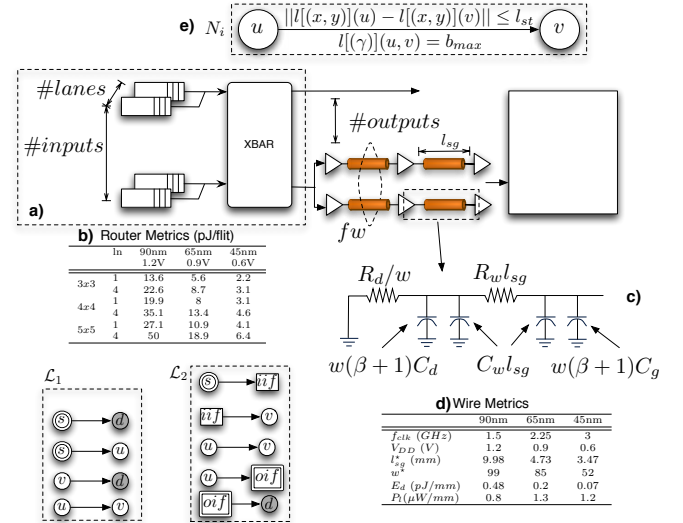 e) N_i u ||l[(x, y)](u) − l[(x, y)](v)|| ≤ l_st v
l[(γ)](u, v) = b_max
#lanes
#inputs
XBAR
#outputs
l_sg
fw
a)
b) Router Metrics (pJ/flit)
ln 90nm 65nm 45nm
1.2V 0.9V 0.6V
3x3 1 13.6 5.6 2.2
4 22.6 8.7 3.1
4x4 1 19.9 8 3.1
4 35.1 13.4 4.6
5x5 1 27.1 10.9 4.1
4 50 18.9 6.4
R_d/w R_w l_sg
c)
w(β + 1)C_d C_w l_sg w(β + 1)C_g
L_1
s d
s u
v d
u v
L_2
s iif
iif v
u v
u oif
oif d
d) Wire Metrics
90nm 65nm 45nm
f_clk (GHz) 1.5 2.25 3
V_DD (V) 1.2 0.9 0.6
l*_sg (mm) 9.98 4.73 3.47
w* 99 85 52
E_d (pJ/mm) 0.48 0.2 0.07
P_l(μW/mm) 0.8 1.3 1.2